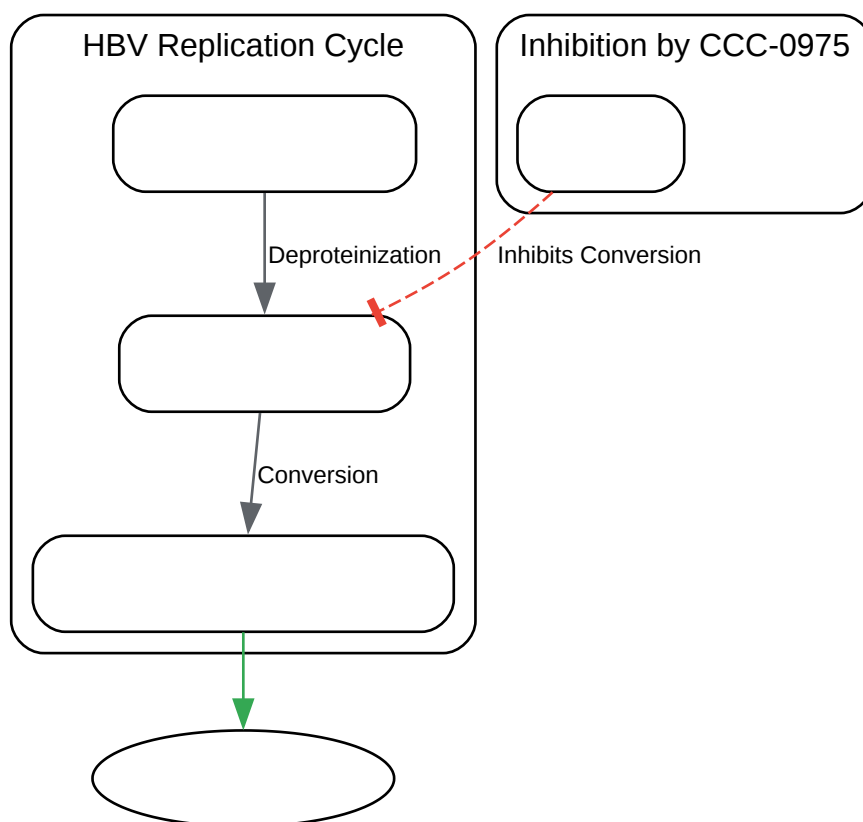 HBV Replication Cycle
Inhibition by CCC-0975
Deproteinization
Inhibits Conversion
Conversion